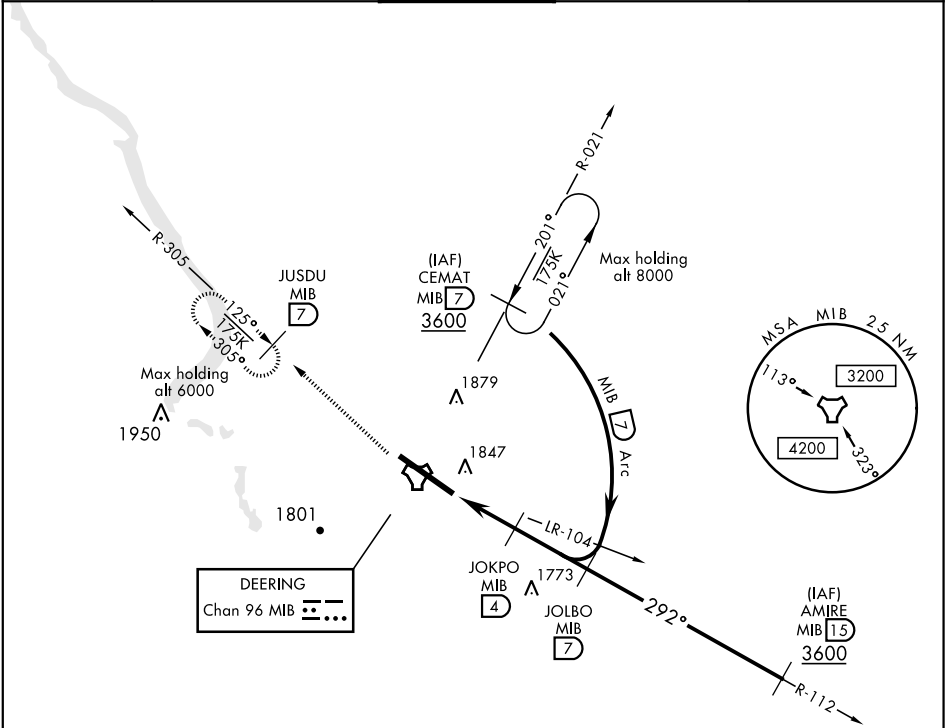 R-021
R-305
201°
175K
021°
Max holding
alt 8000
(IAF)
CEMAT
MIB 7
3600
JUSDU
MIB
7
125°
175K
305°
Max holding
alt 6000
1950
MSA MIB 25 NM
113°
3200
4200
323°
1879
MIB 7 Arc
1847
1801
LR-104
DEERING
Chan 96 MIB
JOKPO
MIB
4
1773
JOLBO
MIB
7
292°
(IAF)
AMIRE
MIB 15
3600
R-112